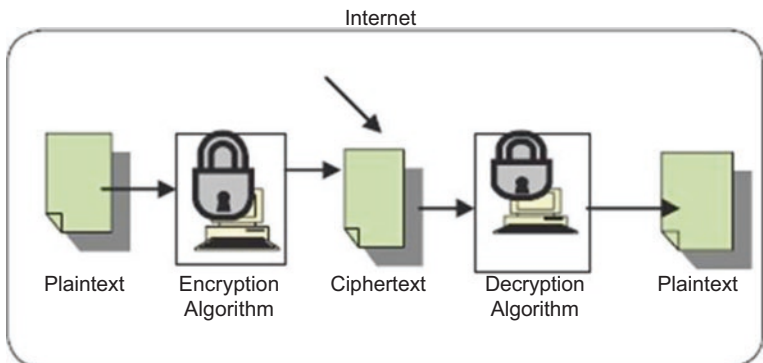 Internet
Plaintext
Encryption
Algorithm
Ciphertext
Decryption
Algorithm
Plaintext